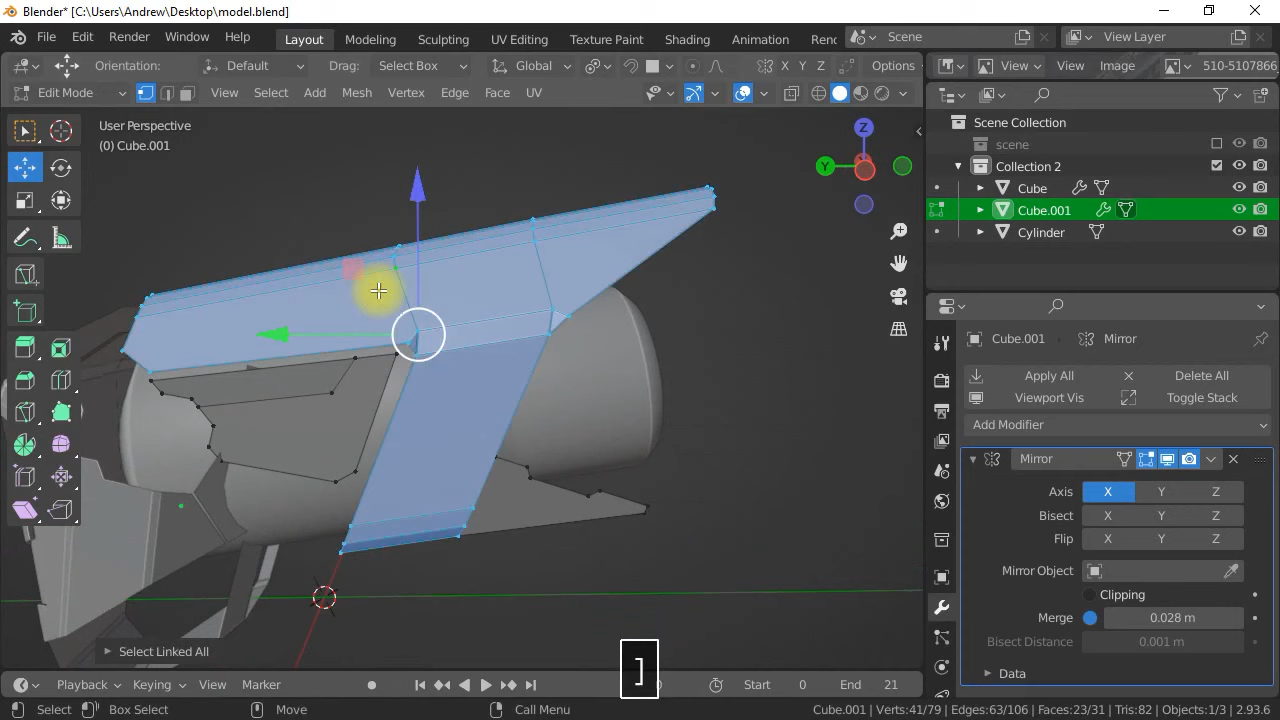 Blender* [C:\Users\Andrew\Desktop\model.blend]
File Edit Render Window Help Layout Modeling Sculpting UV Editing Texture Paint Shading Animation Ren Scene View Layer
Orientation: Default Drag: Select Box Global X Y Z Options View View Image 510-5107866
Edit Mode View Select Add Mesh Vertex Edge Face UV
User Perspective
(0) Cube.001
Z
Y
Scene Collection
scene
Collection 2
Cube
Cube.001
Cylinder
Cube.001 Mirror
Apply All Delete All
Viewport Vis Toggle Stack
Add Modifier
Mirror
Axis X Y Z
Bisect X Y Z
Flip X Y Z
Mirror Object
Clipping
Merge 0.028 m
Bisect Distance 0.001 m
Data
Select Linked All
]
Playback Keying View Marker 0 Start 0 End 21
Select Box Select Move Call Menu Cube.001 | Verts:41/79 | Edges:63/106 | Faces:23/31 | Tris:82 | Objects:1/3 | 2.93.6